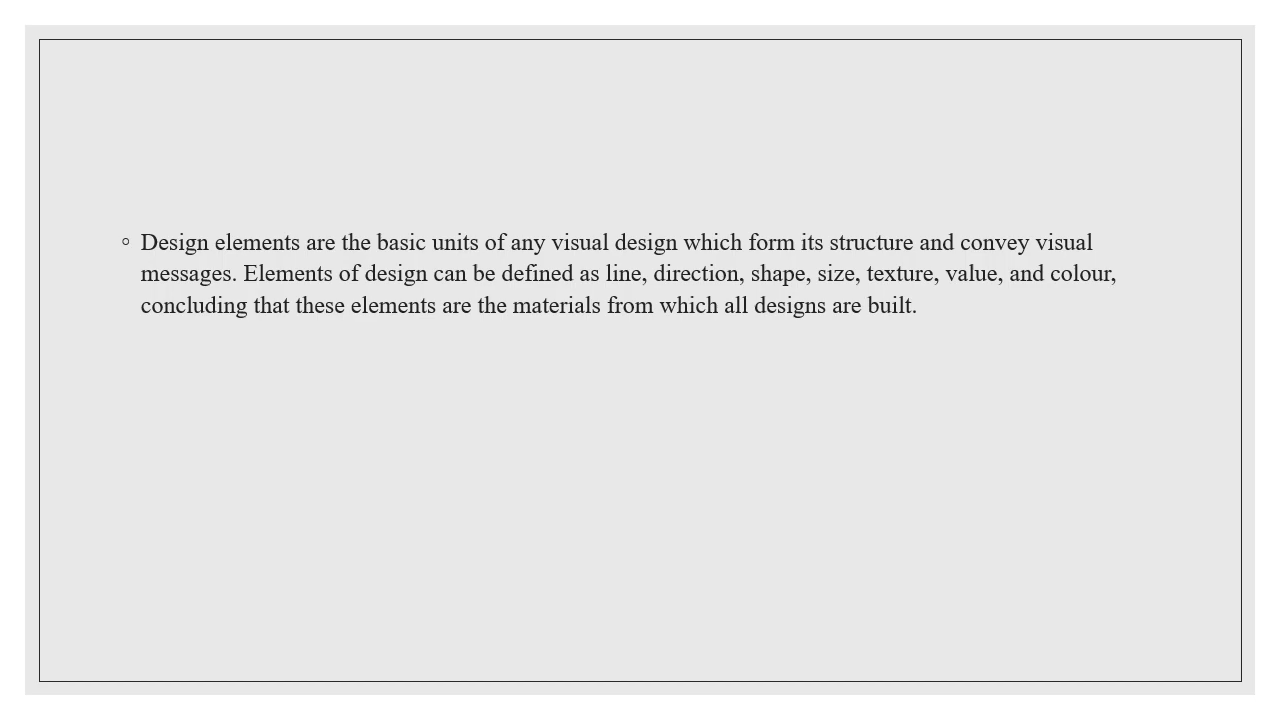 ◦ Design elements are the basic units of any visual design which form its structure and convey visual
messages. Elements of design can be defined as line, direction, shape, size, texture, value, and colour,
concluding that these elements are the materials from which all designs are built.